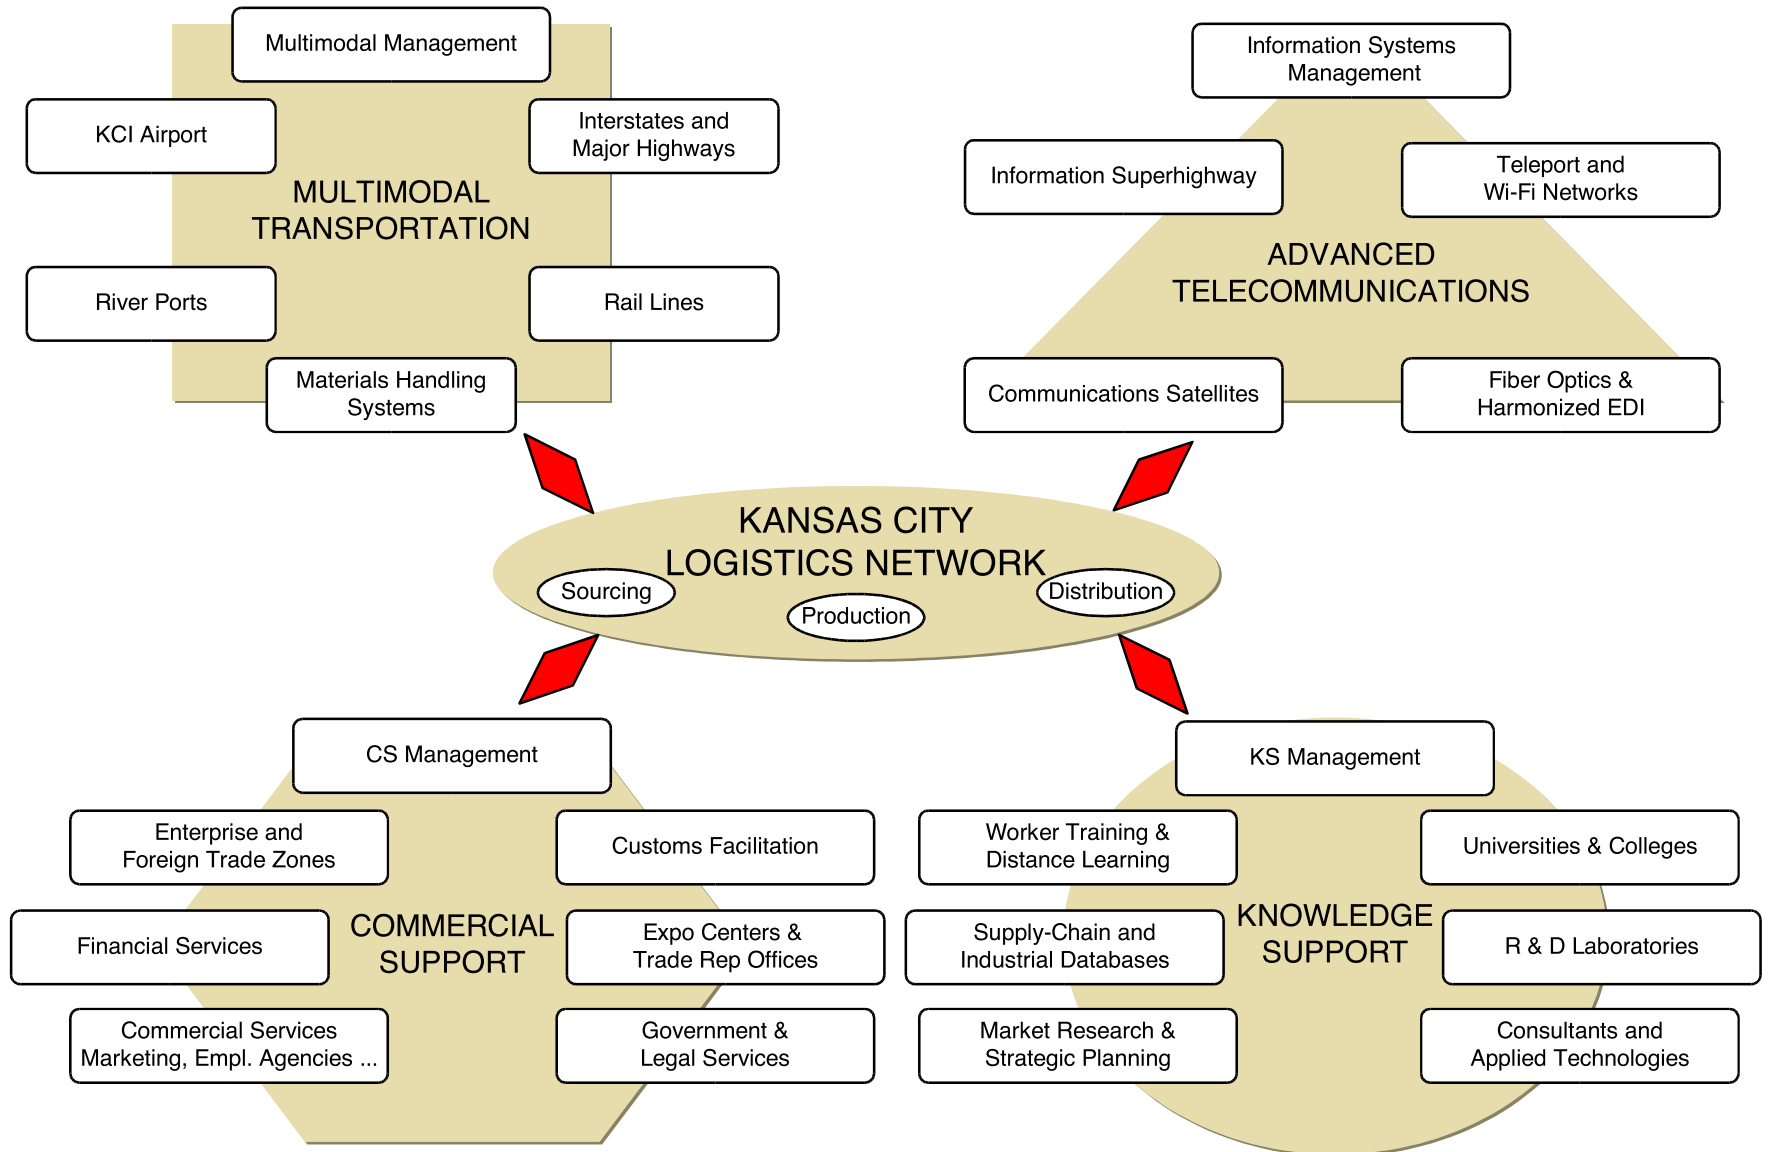 Multimodal Management
KCI Airport
Interstates and
Major Highways
MULTIMODAL
TRANSPORTATION
River Ports
Rail Lines
Materials Handling
Systems
Information Systems
Management
Information Superhighway
Teleport and
Wi-Fi Networks
ADVANCED
TELECOMMUNICATIONS
Communications Satellites
Fiber Optics &
Harmonized EDI
KANSAS CITY
LOGISTICS NETWORK
Sourcing
Production
Distribution
CS Management
Enterprise and
Foreign Trade Zones
Customs Facilitation
Financial Services
COMMERCIAL
SUPPORT
Expo Centers &
Trade Rep Offices
Commercial Services
Marketing, Empl. Agencies ...
Government &
Legal Services
KS Management
Worker Training &
Distance Learning
Universities & Colleges
Supply-Chain and
Industrial Databases
KNOWLEDGE
SUPPORT
R & D Laboratories
Market Research &
Strategic Planning
Consultants and
Applied Technologies